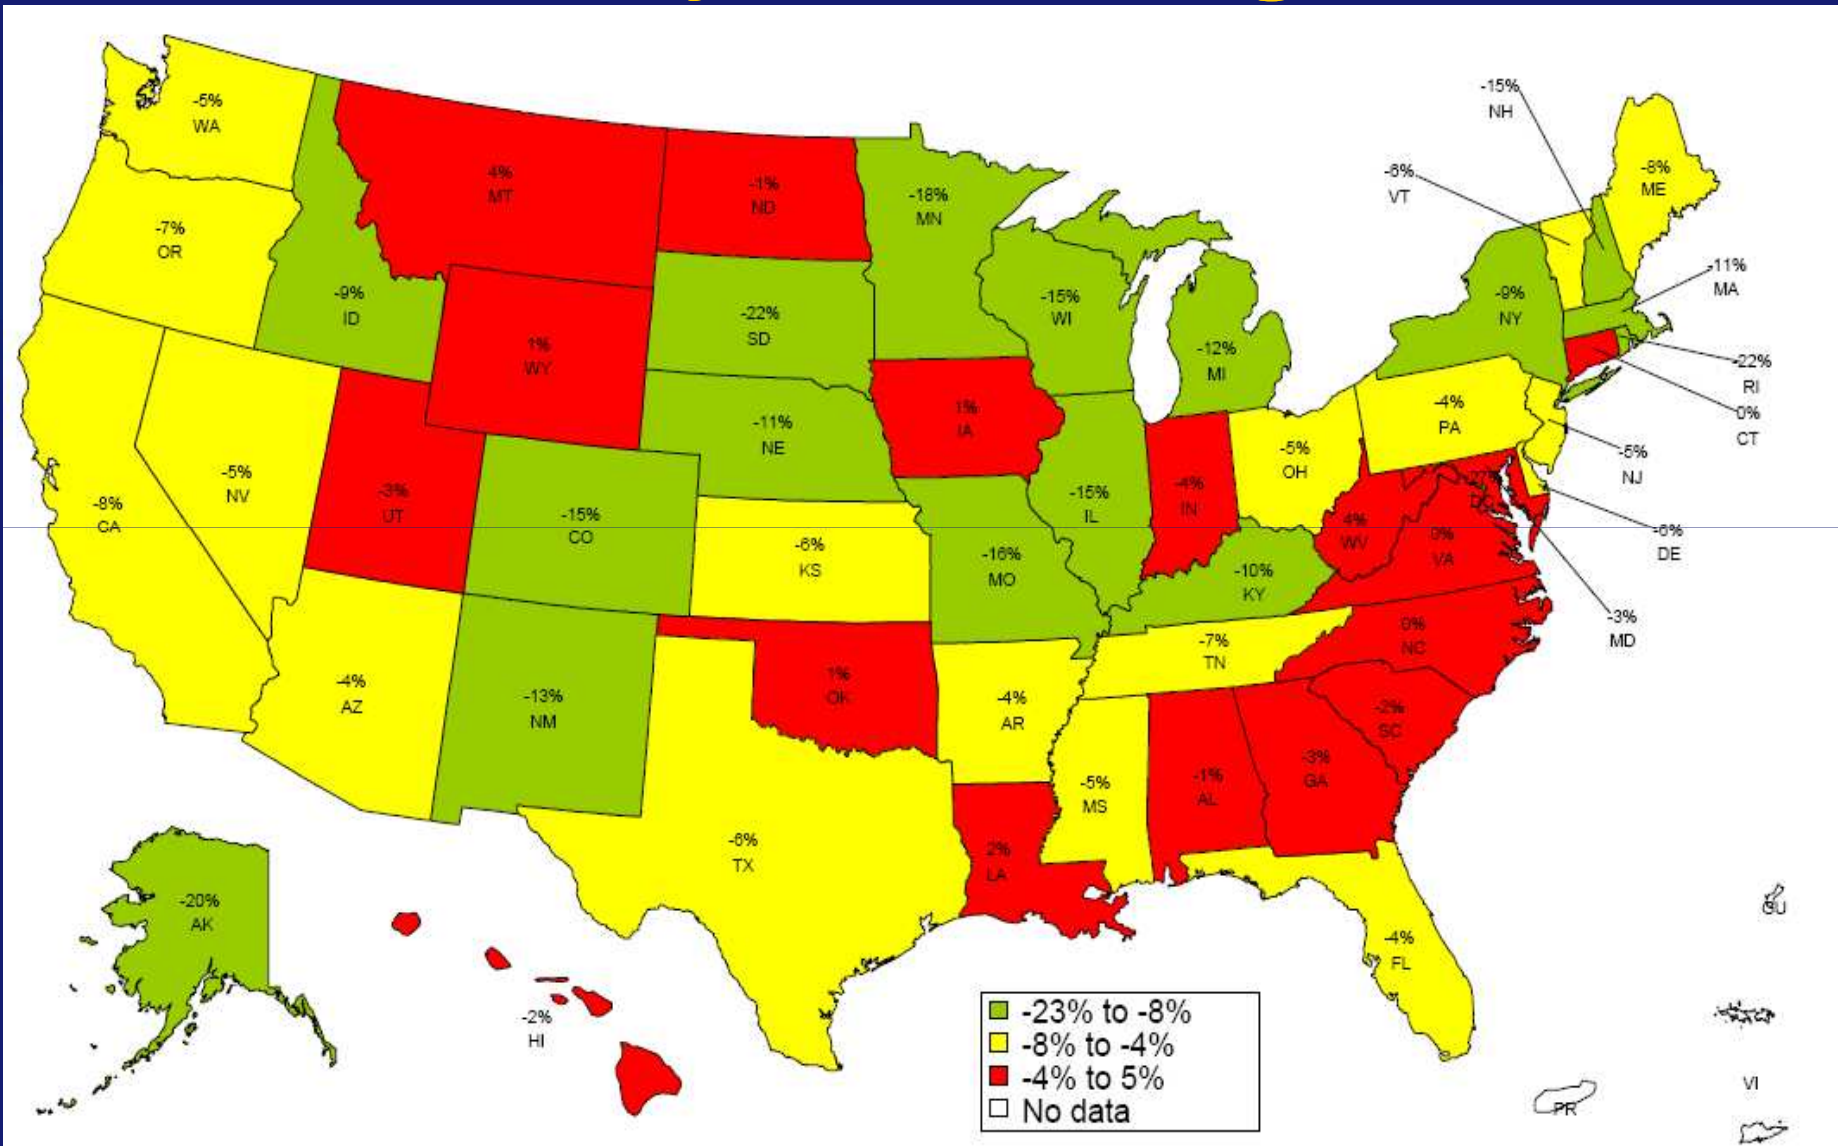 -5%
WA
-7%
OR
-9%
ID
4%
MT
-1%
ND
-18%
MN
-15%
NH
-6%
VT
-8%
ME
-11%
MA
-9%
NY
-22%
RI
0%
CT
-15%
WI
-12%
MI
-22%
SD
1%
WY
-11%
NE
1%
IA
-4%
PA
-5%
NJ
-5%
OH
-4%
IN
-15%
IL
-8%
CA
-5%
NV
-3%
UT
-15%
CO
-6%
KS
-16%
MO
-10%
KY
4%
WV
0%
VA
DC
-6%
DE
-3%
MD
-7%
TN
0%
NC
-4%
AZ
-13%
NM
1%
OK
-4%
AR
-2%
SC
-5%
MS
-1%
AL
-3%
GA
-6%
TX
2%
LA
-4%
FL
-20%
AK
-2%
HI
GU
VI
PR
-23% to -8%
-8% to -4%
-4% to 5%
No data